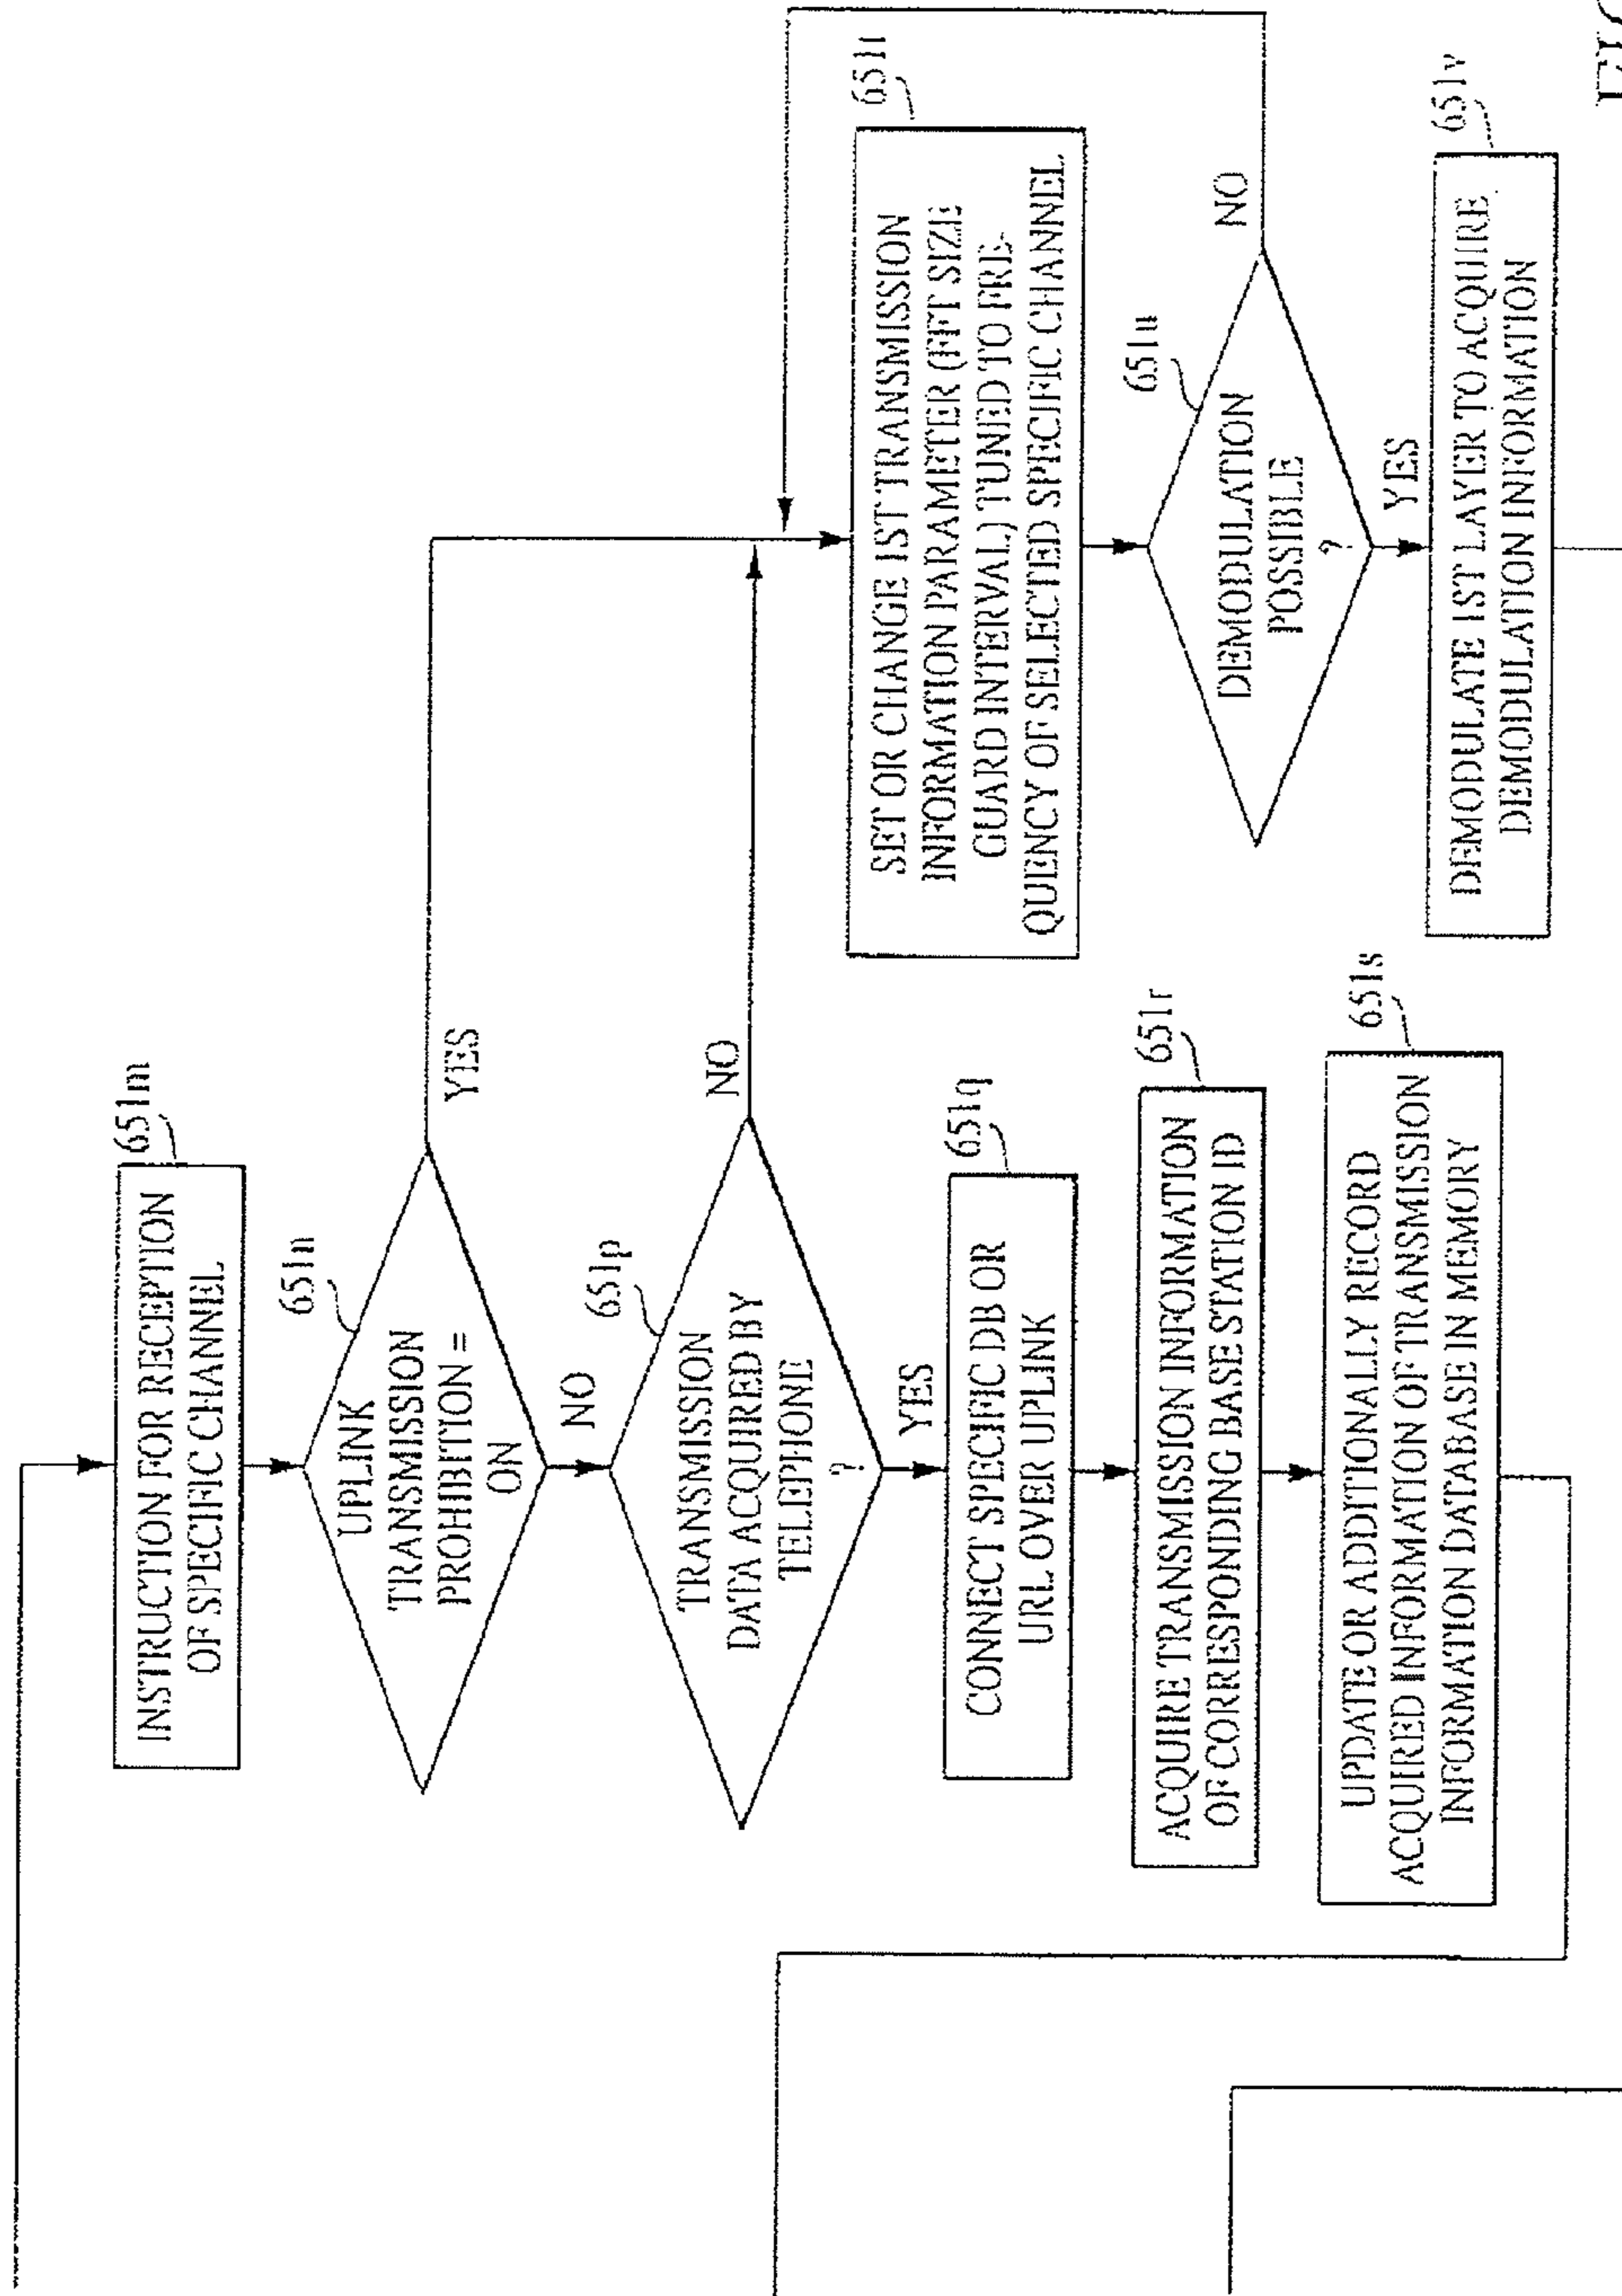 INSTRUCTION FOR RECEPTION
OF SPECIFIC CHANNEL
651m
UPLINK
TRANSMISSION
PROHIBITION =
ON
651n
YES
NO
TRANSMISSION
DATA ACQUIRED BY
TELEPHONE
?
651p
NO
YES
CONNECT SPECIFIC DB OR
URL OVER UPLINK
651q
ACQUIRE TRANSMISSION INFORMATION
OF CORRESPONDING BASE STATION ID
651r
UPDATE OR ADDITIONALLY RECORD
ACQUIRED INFORMATION OF TRANSMISSION
INFORMATION DATABASE IN MEMORY
651s
SET OR CHANGE 1ST TRANSMISSION
INFORMATION PARAMETER (FFT SIZE
GUARD INTERVAL) TUNED TO FRE-
QUENCY OF SELECTED SPECIFIC CHANNEL
651t
DEMODULATION
POSSIBLE
?
651u
NO
YES
DEMODULATE 1ST LAYER TO ACQUIRE
DEMODULATION INFORMATION
651v